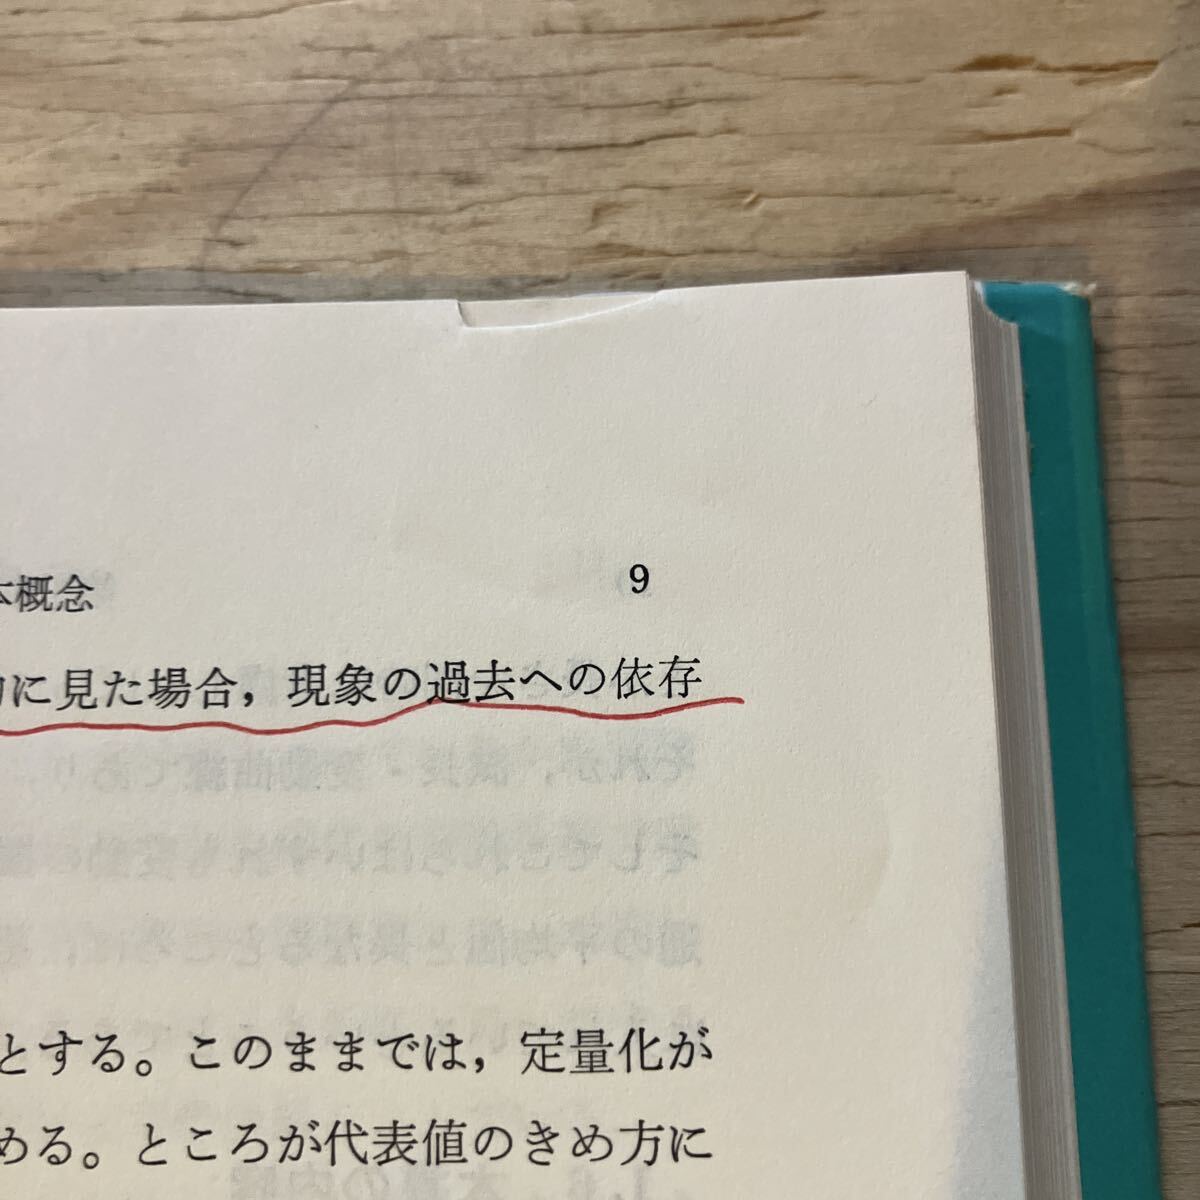 本概念 9
に見た場合，現象の過去への依存
とする。このままでは，定量化が
める。ところが代表値のきめ方に